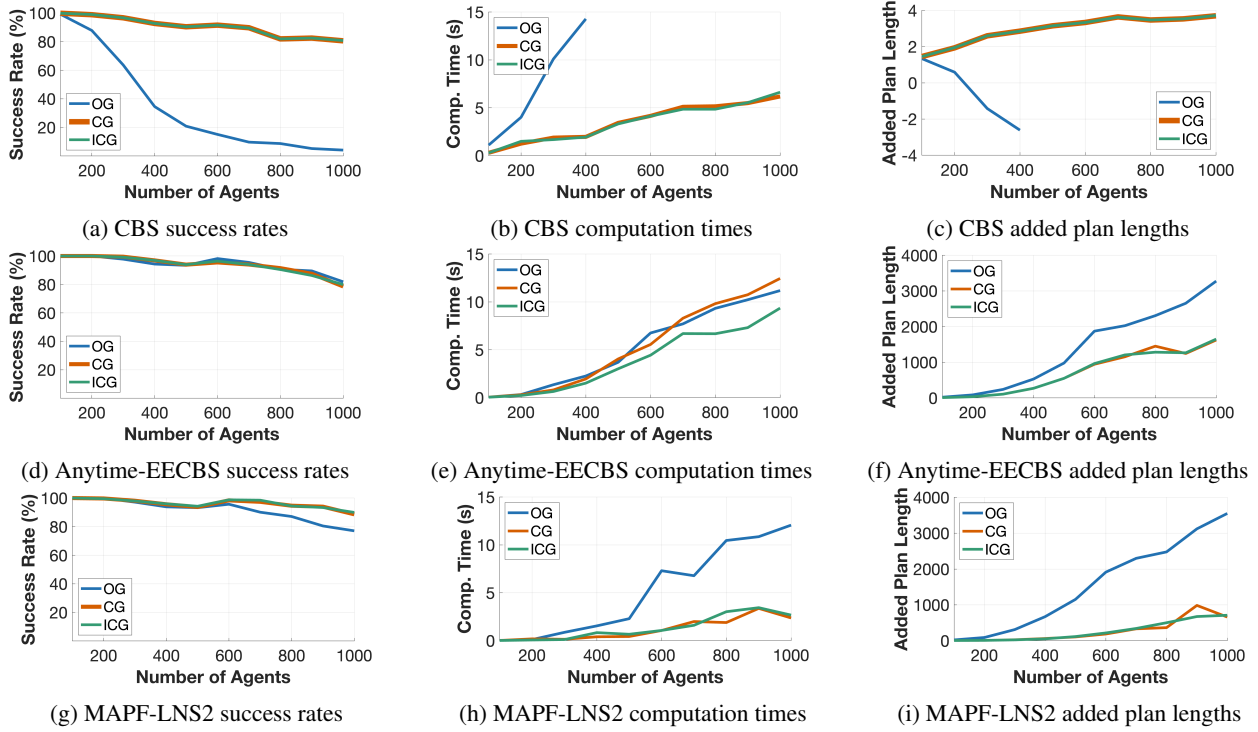 Success Rate (%)
100
80
60
40
20
OG
CG
ICG
200 400 600 800 1000
Number of Agents
(a) CBS success rates
Comp. Time (s)
15
10
5
0
OG
CG
ICG
200 400 600 800 1000
Number of Agents
(b) CBS computation times
Added Plan Length
4
2
0
-2
-4
OG
CG
ICG
200 400 600 800 1000
Number of Agents
(c) CBS added plan lengths
Success Rate (%)
100
80
60
40
20
OG
CG
ICG
200 400 600 800 1000
Number of Agents
(d) Anytime-EECBS success rates
Comp. Time (s)
15
10
5
0
OG
CG
ICG
200 400 600 800 1000
Number of Agents
(e) Anytime-EECBS computation times
Added Plan Length
4000
3000
2000
1000
0
OG
CG
ICG
200 400 600 800 1000
Number of Agents
(f) Anytime-EECBS added plan lengths
Success Rate (%)
100
80
60
40
20
OG
CG
ICG
200 400 600 800 1000
Number of Agents
(g) MAPF-LNS2 success rates
Comp. Time (s)
15
10
5
0
OG
CG
ICG
200 400 600 800 1000
Number of Agents
(h) MAPF-LNS2 computation times
Added Plan Length
4000
3000
2000
1000
0
OG
CG
ICG
200 400 600 800 1000
Number of Agents
(i) MAPF-LNS2 added plan lengths